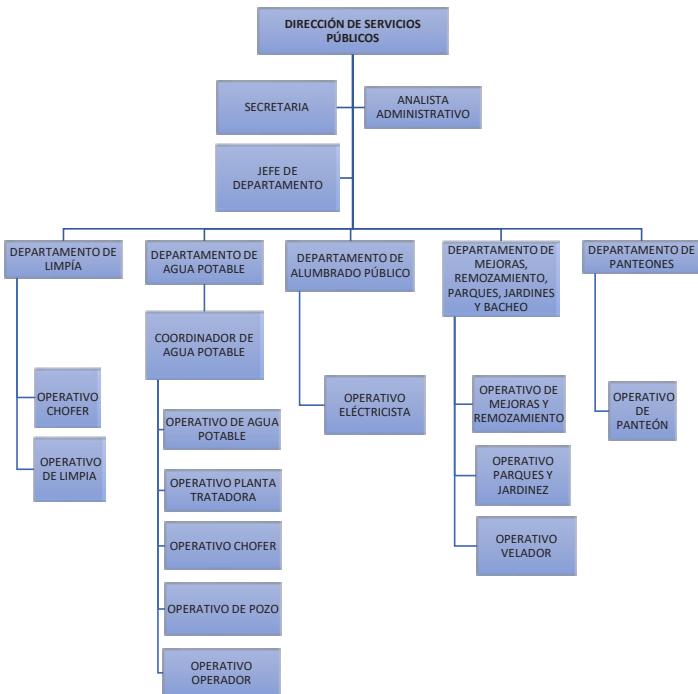 DIRECCIÓN DE SERVICIOS
PÚBLICOS
SECRETARIA
ANALISTA
ADMINISTRATIVO
JEFE DE
DEPARTAMENTO
DEPARTAMENTO DE
LIMPÍA
DEPARTAMENTO DE
AGUA POTABLE
DEPARTAMENTO DE
ALUMBRADO PÚBLICO
DEPARTAMENTO DE
MEJORAS,
REMOZAMIENTO,
PARQUES, JARDINES
Y BACHEO
DEPARTAMENTO DE
PANTEONES
COORDINADOR DE
AGUA POTABLE
OPERATIVO
CHOFER
OPERATIVO
DE LIMPIA
OPERATIVO DE AGUA
POTABLE
OPERATIVO PLANTA
TRATADORA
OPERATIVO CHOFER
OPERATIVO DE POZO
OPERATIVO
OPERADOR
OPERATIVO
ELÉCTRICISTA
OPERATIVO DE
MEJORAS Y
REMOZAMIENTO
OPERATIVO
PARQUES Y
JARDINEZ
OPERATIVO
VELADOR
OPERATIVO
DE
PANTEÓN